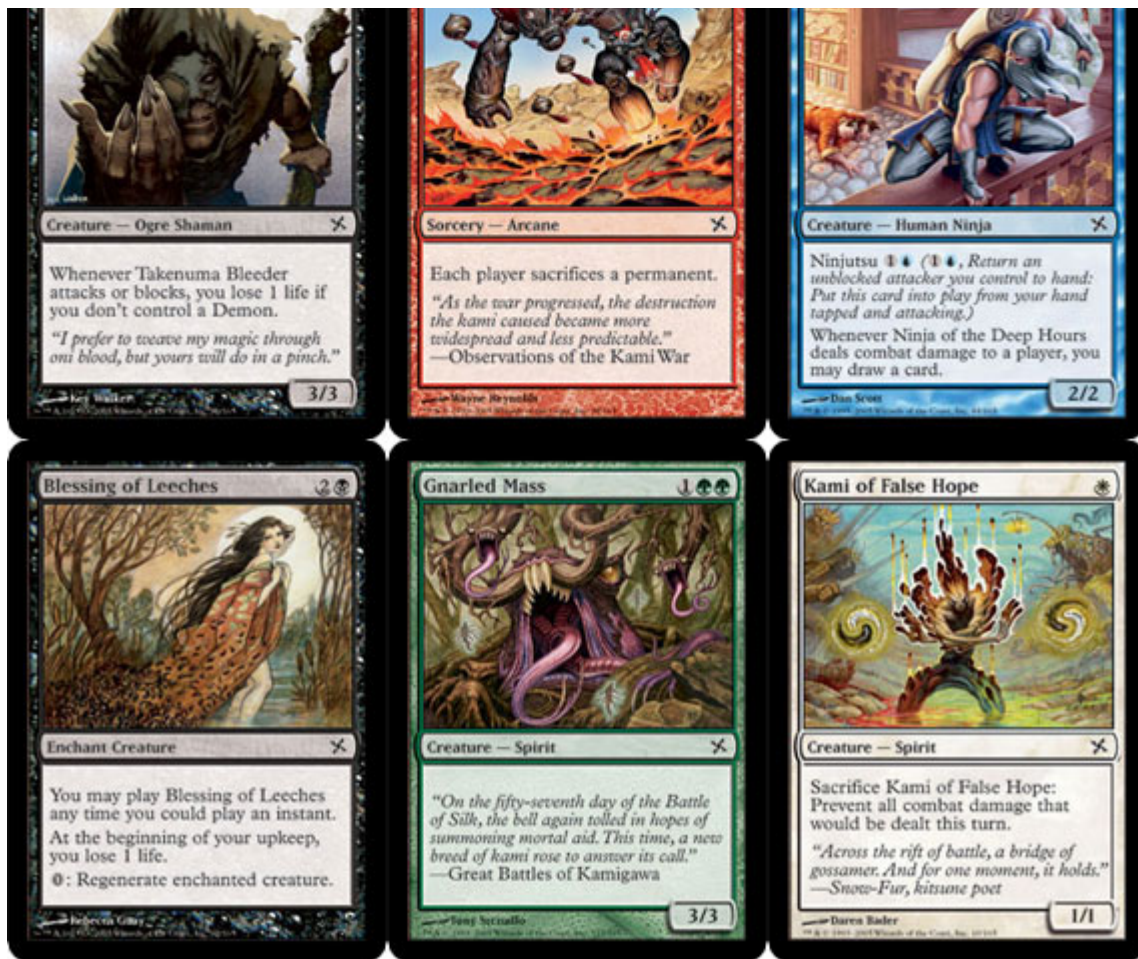 Creature — Ogre Shaman
Whenever Takenuma Bleeder
attacks or blocks, you lose 1 life if
you don't control a Demon.
"I prefer to weave my magic through
oni blood, but yours will do in a pinch."
3/3
Kev Walker
Sorcery — Arcane
Each player sacrifices a permanent.
"As the war progressed, the destruction
the kami caused became more
widespread and less predictable."
—Observations of the Kami War
Wayne Reynolds
Creature — Human Ninja
Ninjutsu 1 (1, Return an
unblocked attacker you control to hand:
Put this card into play from your hand
tapped and attacking.)
Whenever Ninja of the Deep Hours
deals combat damage to a player, you
may draw a card.
2/2
Dan Scott
Blessing of Leeches 2
Enchant Creature
You may play Blessing of Leeches
any time you could play an instant.
At the beginning of your upkeep,
you lose 1 life.
0: Regenerate enchanted creature.
Rebecca Guay
Gnarled Mass 1
Creature — Spirit
"On the fifty-seventh day of the Battle
of Silk, the bell again tolled in hopes of
summoning mortal aid. This time, a new
breed of kami rose to answer its call."
—Great Battles of Kamigawa
3/3
Kami of False Hope
Creature — Spirit
Sacrifice Kami of False Hope:
Prevent all combat damage that
would be dealt this turn.
"Across the rift of battle, a bridge of
gossamer. And for one moment, it holds."
—Snow-Fur, kitsune poet
1/1
Daren Bader